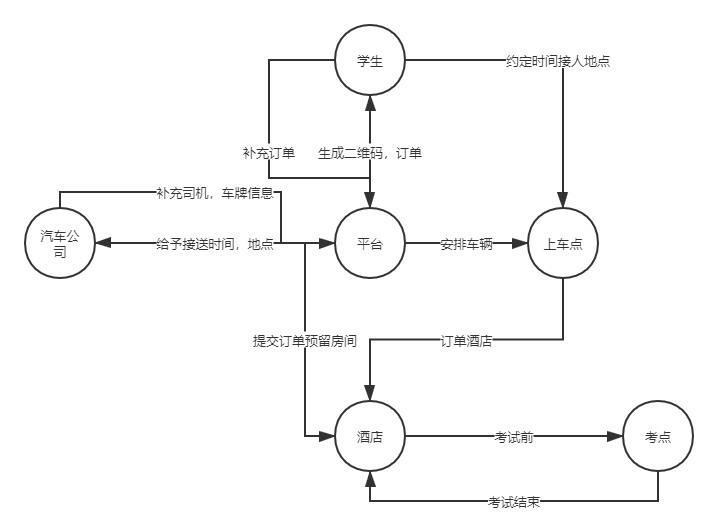 学生
约定时间接人地点
补充订单
生成二维码，订单
补充司机，车牌信息
汽车公
司
给予接送时间，地点
平台
安排车辆
上车点
提交订单预留房间
订单酒店
酒店
考试前
考点
考试结束